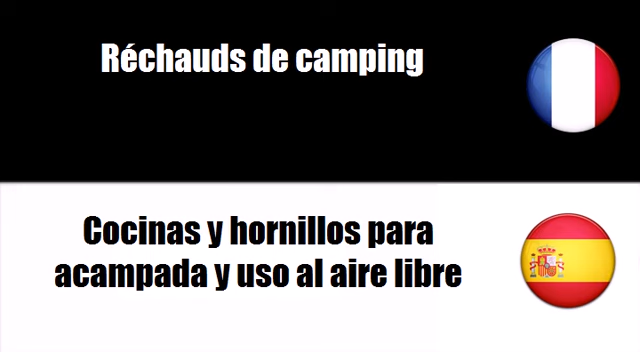 Réchauds de camping
Cocinas y hornillos para
acampada y uso al aire libre